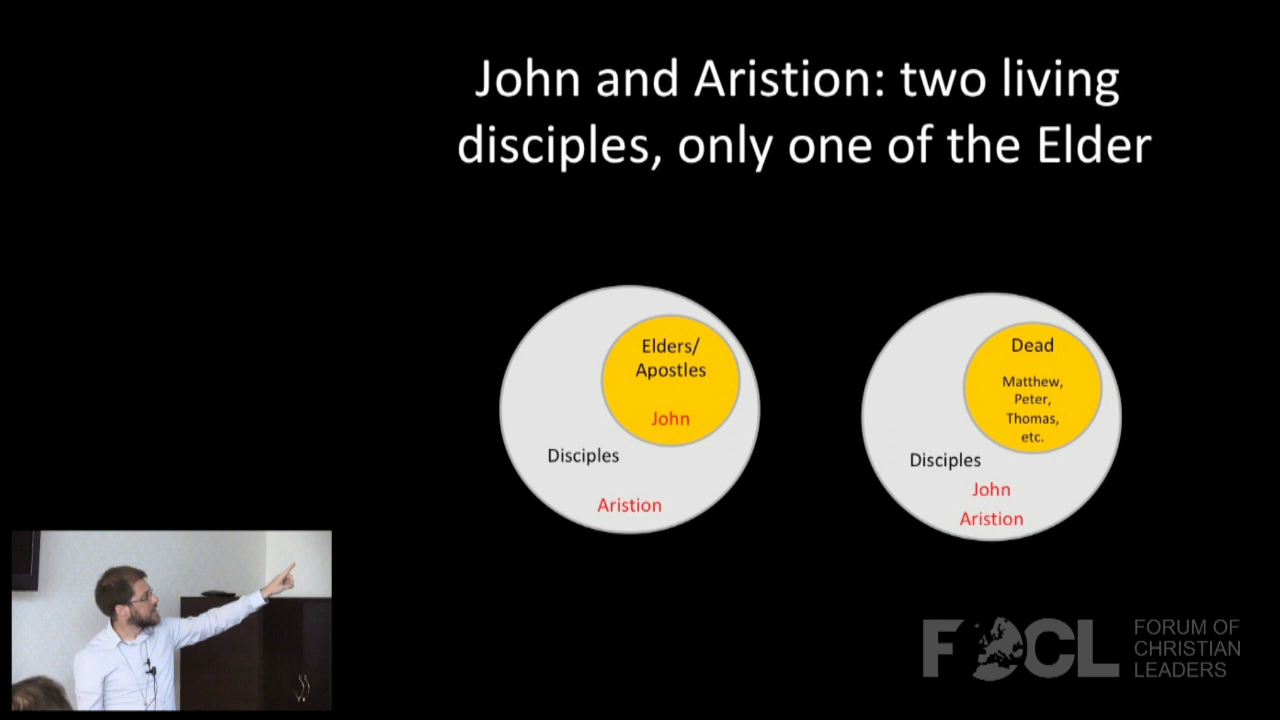 John and Aristion: two living
disciples, only one of the Elder
Elders/
Apostles
John
Disciples
Aristion
Dead
Matthew,
Peter,
Thomas,
etc.
Disciples
John
Aristion
FOCL
FORUM OF
CHRISTIAN
LEADERS